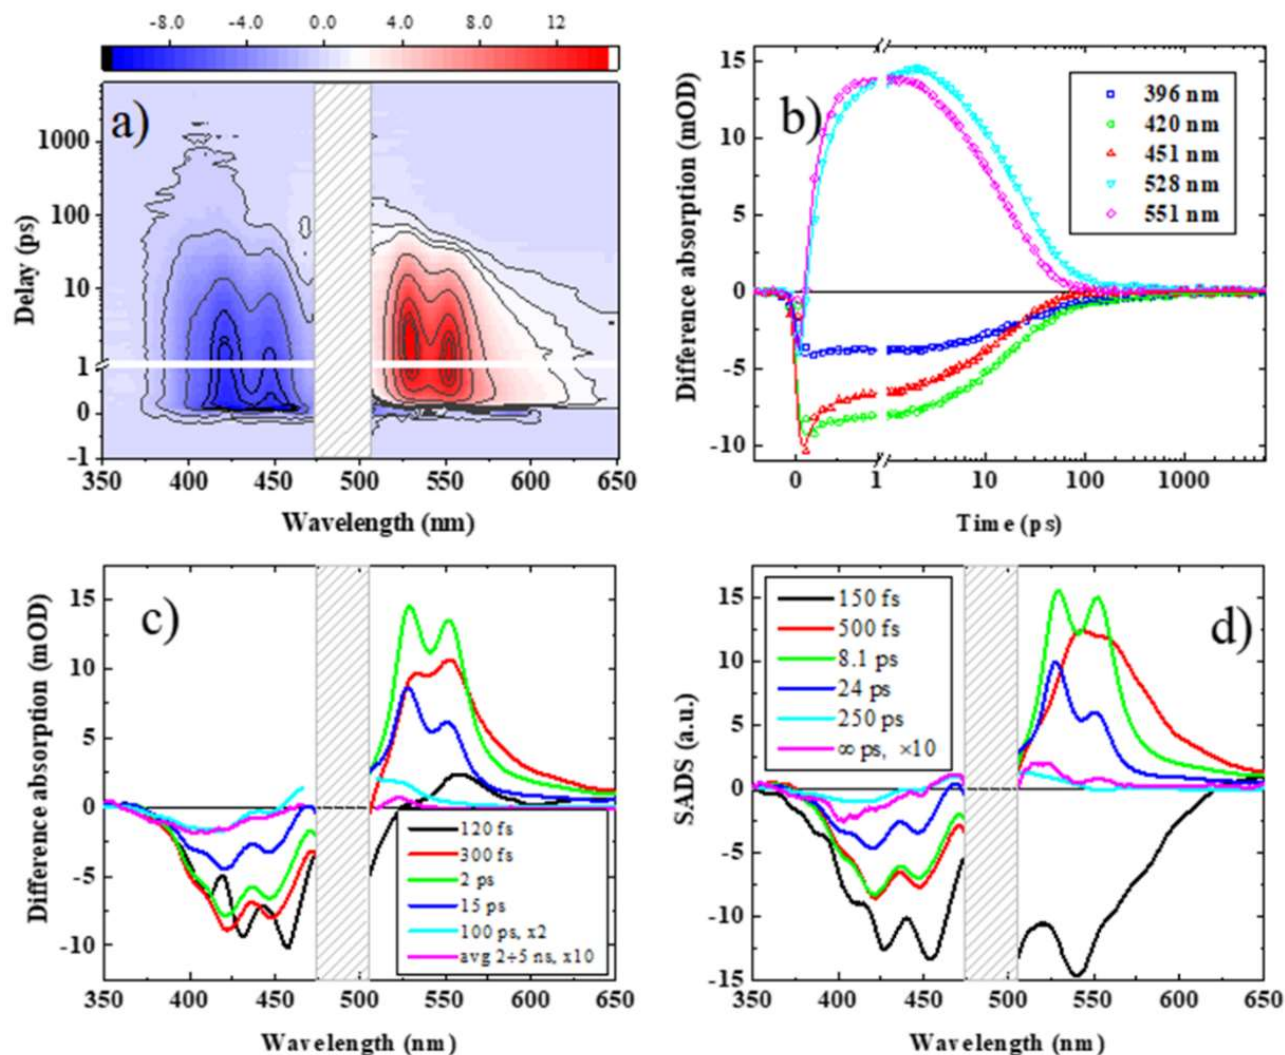 -8.0 -4.0 0.0 4.0 8.0 12
a)
Delay (ps)
1000
100
10
1
0
-1
350 400 450 500 550 600 650
Wavelength (nm)
b)
Difference absorption (mOD)
15
10
5
0
-5
-10
396 nm
420 nm
451 nm
528 nm
551 nm
0 1 10 100 1000
Time (ps)
c)
Difference absorption (mOD)
15
10
5
0
-5
-10
120 fs
300 fs
2 ps
15 ps
100 ps, x2
avg 2÷5 ns, x10
350 400 450 500 550 600 650
Wavelength (nm)
d)
SADS (a.u.)
15
10
5
0
-5
-10
-15
150 fs
500 fs
8.1 ps
24 ps
250 ps
∞ ps, ×10
350 400 450 500 550 600 650
Wavelength (nm)